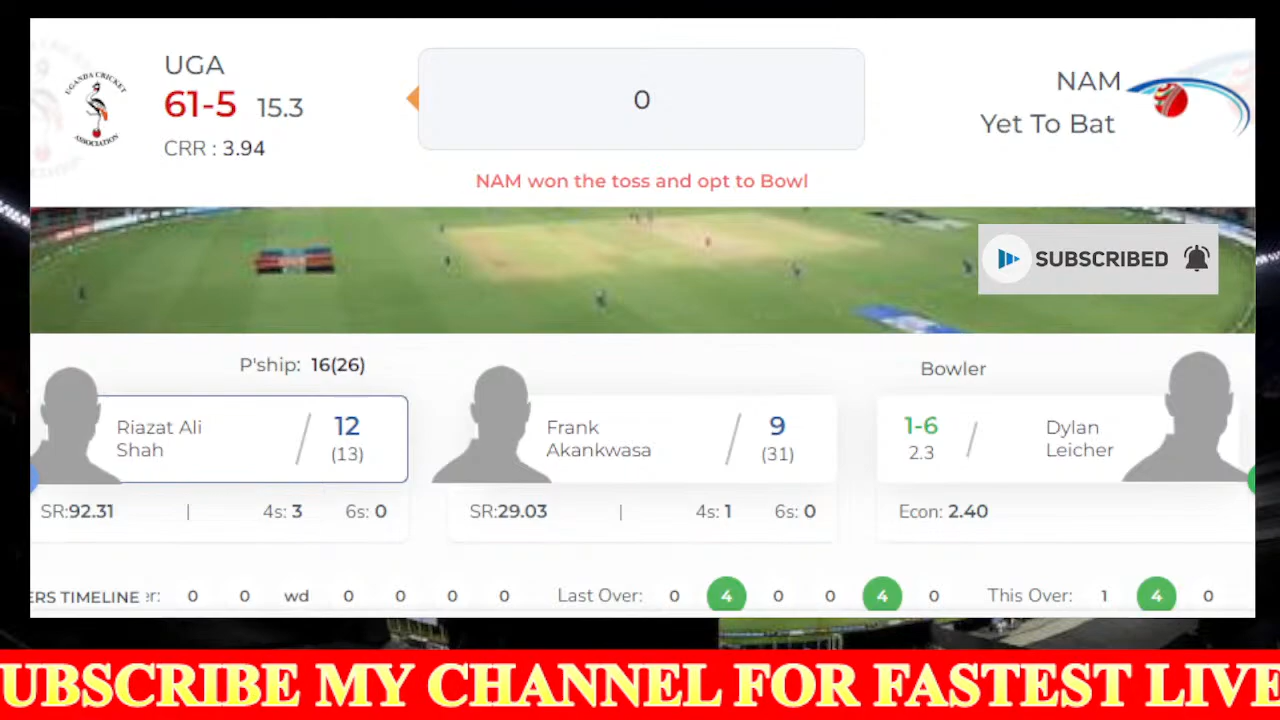 UGANDA CRICKET
ASSOCIATION
UGA
61-5 15.3
CRR : 3.94
0
NAM won the toss and opt to Bowl
NAM
Yet To Bat
SUBSCRIBED
P'ship: 16(26)
Riazat Ali
Shah
12
(13)
SR:92.31 | 4s: 3 6s: 0
Frank
Akankwasa
9
(31)
SR:29.03 | 4s: 1 6s: 0
Bowler
1-6
2.3
Dylan
Leicher
Econ: 2.40
ERS TIMELINE er: 0 0 wd 0 0 0 0 Last Over: 0 4 0 0 4 0 This Over: 1 4 0
UBSCRIBE MY CHANNEL FOR FASTEST LIVE